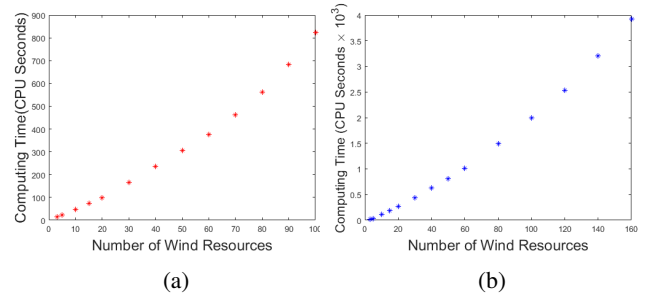 900
800
700
600
500
400
300
200
100
0
Computing Time(CPU Seconds)
0 10 20 30 40 50 60 70 80 90 100
Number of Wind Resources
(a)
4
3.5
3
2.5
2
1.5
1
0.5
0
Computing Time (CPU Seconds × 10³)
0 20 40 60 80 100 120 140 160
Number of Wind Resources
(b)